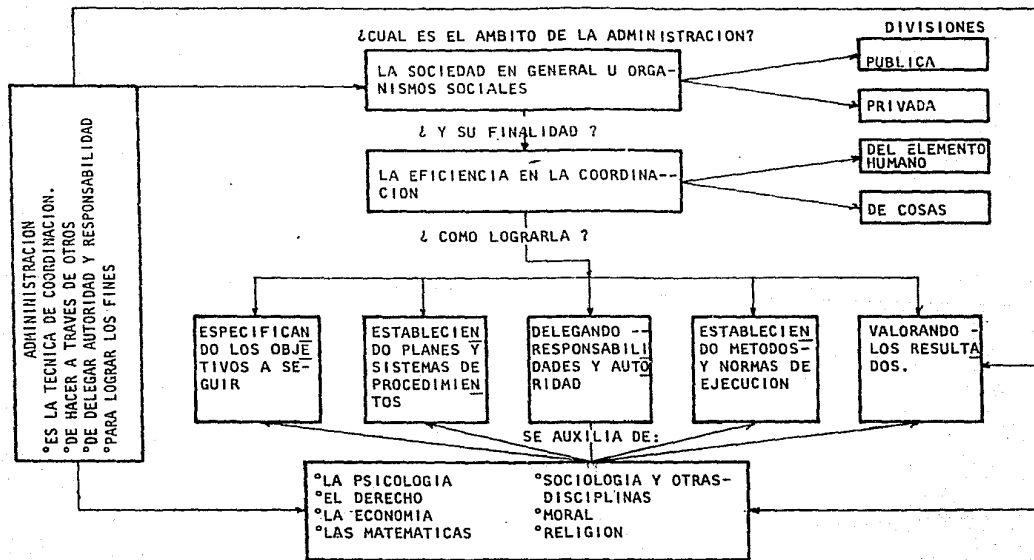 ADMINISTRACION
°ES LA TECNICA DE COORDINACION.
°DE HACER A TRAVES DE OTROS
°DE DELEGAR AUTORIDAD Y RESPONSABILIDAD
°PARA LOGRAR LOS FINES
¿CUAL ES EL AMBITO DE LA ADMINISTRACION?
LA SOCIEDAD EN GENERAL U ORGA-
NISMOS SOCIALES
DIVISIONES
PUBLICA
PRIVADA
¿ Y SU FINALIDAD ?
LA EFICIENCIA EN LA COORDINA--
CION
DEL ELEMENTO
HUMANO
DE COSAS
¿ COMO LOGRARLA ?
ESPECIFICAN
DO LOS OBJE
TIVOS A SE-
GUIR
ESTABLECIEN
DO PLANES Y
SISTEMAS DE
PROCEDIMIEN
TOS
DELEGANDO --
RESPONSABILI
DADES Y AUTO
RIDAD
ESTABLECIEN
DO METODOS-
Y NORMAS DE
EJECUCION
VALORANDO -
LOS RESULTA
DOS.
SE AUXILIA DE:
°LA PSICOLOGIA
°EL DERECHO
°LA ECONOMIA
°LAS MATEMATICAS
°SOCIOLOGIA Y OTRAS-
DISCIPLINAS
°MORAL
°RELIGION